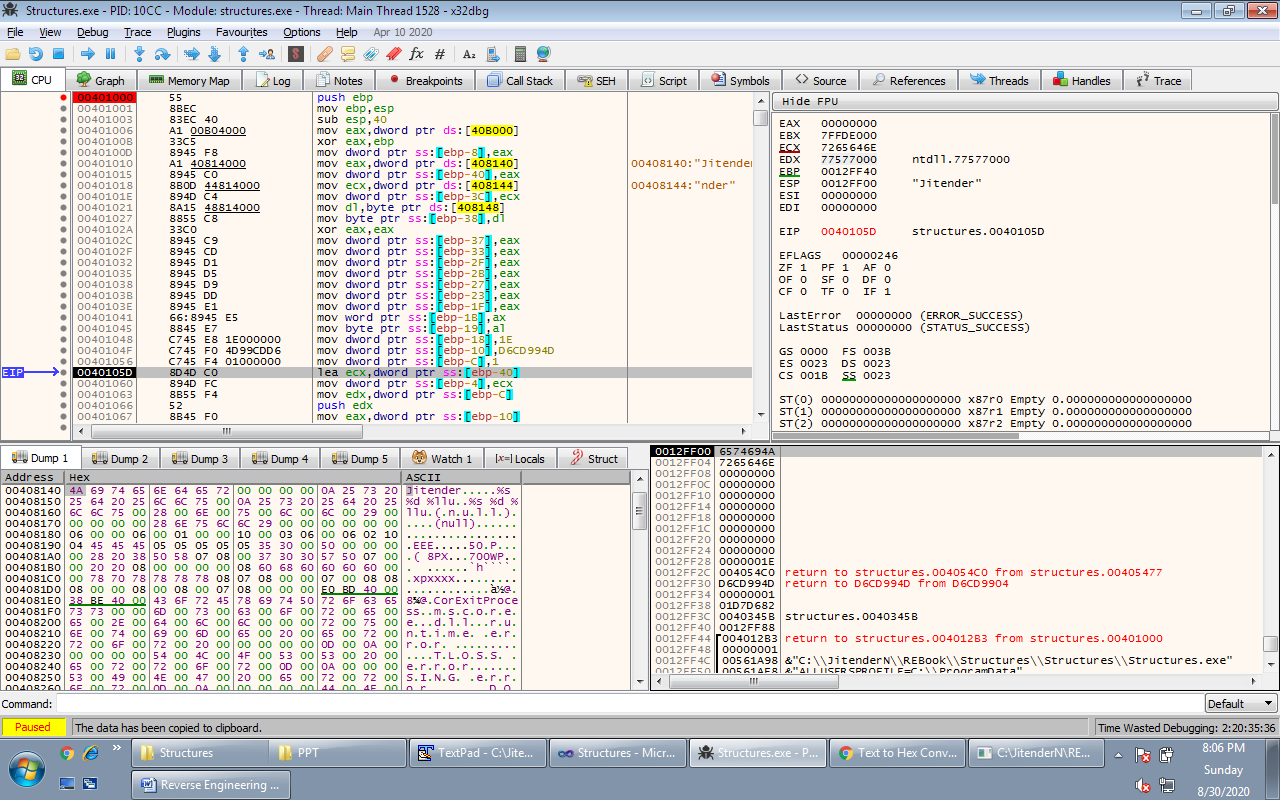 Structures.exe - PID: 10CC - Module: structures.exe - Thread: Main Thread 1528 - x32dbg
File View Debug Trace Plugins Favourites Options Help Apr 10 2020
CPU Graph Memory Map Log Notes Breakpoints Call Stack SEH Script Symbols Source References Threads Handles Trace
00401000 55 push ebp
00401001 8BEC mov ebp,esp
00401003 83EC 40 sub esp,40
00401006 A1 00B04000 mov eax,dword ptr ds:[40B000]
0040100B 33C5 xor eax,ebp
0040100D 8945 F8 mov dword ptr ss:[ebp-8],eax
00401010 A1 40814000 mov eax,dword ptr ds:[408140] 00408140:"Jitender
00401015 8945 C0 mov dword ptr ss:[ebp-40],eax
00401018 8B0D 44814000 mov ecx,dword ptr ds:[408144] 00408144:"nder"
0040101E 894D C4 mov dword ptr ss:[ebp-3C],ecx
00401021 8A15 48814000 mov dl,byte ptr ds:[408148]
00401027 8855 C8 mov byte ptr ss:[ebp-38],dl
0040102A 33C0 xor eax,eax
0040102C 8945 C9 mov dword ptr ss:[ebp-37],eax
0040102F 8945 CD mov dword ptr ss:[ebp-33],eax
00401032 8945 D1 mov dword ptr ss:[ebp-2F],eax
00401035 8945 D5 mov dword ptr ss:[ebp-2B],eax
00401038 8945 D9 mov dword ptr ss:[ebp-27],eax
0040103B 8945 DD mov dword ptr ss:[ebp-23],eax
0040103E 8945 E1 mov dword ptr ss:[ebp-1F],eax
00401041 66:8945 E5 mov word ptr ss:[ebp-1B],ax
00401045 8845 E7 mov byte ptr ss:[ebp-19],al
00401048 C745 E8 1E000000 mov dword ptr ss:[ebp-18],1E
0040104F C745 F0 4D99CDD6 mov dword ptr ss:[ebp-10],D6CD994D
00401056 C745 F4 01000000 mov dword ptr ss:[ebp-C],1
EIP 0040105D 8D4D C0 lea ecx,dword ptr ss:[ebp-40]
00401060 894D FC mov dword ptr ss:[ebp-4],ecx
00401063 8B55 F4 mov edx,dword ptr ss:[ebp-C]
00401066 52 push edx
00401067 8B45 F0 mov eax,dword ptr ss:[ebp-10]
Hide FPU
EAX 00000000
EBX 7FFDE000
ECX 7265646E
EDX 77577000 ntdll.77577000
EBP 0012FF40
ESP 0012FF00 "Jitender"
ESI 00000000
EDI 00000000
EIP 0040105D structures.0040105D
EFLAGS 00000246
ZF 1 PF 1 AF 0
OF 0 SF 0 DF 0
CF 0 TF 0 IF 1
LastError 00000000 (ERROR_SUCCESS)
LastStatus 00000000 (STATUS_SUCCESS)
GS 0000 FS 003B
ES 0023 DS 0023
CS 001B SS 0023
ST(0) 00000000000000000000 x87r0 Empty 0.000000000000000000
ST(1) 00000000000000000000 x87r1 Empty 0.000000000000000000
ST(2) 00000000000000000000 x87r2 Empty 0.000000000000000000
Dump 1 Dump 2 Dump 3 Dump 4 Dump 5 Watch 1 [x=] Locals Struct
Address Hex ASCII
00408140 4A 69 74 65 6E 64 65 72 00 00 00 00 0A 25 73 20 Jitender.....%s
00408150 25 64 20 25 6C 6C 75 00 0A 25 73 20 25 64 20 25 %d %llu..%s %d %
00408160 6C 6C 75 00 28 00 6E 00 75 00 6C 00 6C 00 29 00 llu.(.n.u.l.l.).
00408170 00 00 00 00 28 6E 75 6C 6C 29 00 00 00 00 00 00 ....(null)......
00408180 06 00 00 06 00 01 00 00 10 00 03 06 00 06 02 10 ................
00408190 04 45 45 45 05 05 05 05 05 35 30 00 50 00 00 00 .EEE.....50.P...
004081A0 00 28 20 38 50 58 07 08 00 37 30 30 57 50 07 00 .( 8PX...700WP..
004081B0 00 20 20 08 00 00 00 00 08 60 68 60 60 60 60 00 .  ......`h````.
004081C0 00 78 70 78 78 78 78 08 07 08 00 00 07 00 08 08 .xpxxxx.........
004081D0 08 00 00 08 00 08 00 07 08 00 00 00 E0 BD 40 00 ............à½@.
004081E0 38 BE 40 00 43 6F 72 45 78 69 74 50 72 6F 63 65 8¾@.CorExitProce
004081F0 73 73 00 00 6D 00 73 00 63 00 6F 00 72 00 65 00 ss..m.s.c.o.r.e.
00408200 65 00 2E 00 64 00 6C 00 6C 00 00 00 72 00 75 00 e...d.l.l...r.u.
00408210 6E 00 74 00 69 00 6D 00 65 00 20 00 65 00 72 00 n.t.i.m.e. .e.r.
00408220 72 00 6F 00 72 00 20 00 00 00 00 00 0D 00 0A 00 r.o.r. .........
00408230 00 00 00 00 54 00 4C 00 4F 00 53 00 53 00 20 00 ....T.L.O.S.S. .
00408240 65 00 72 00 72 00 6F 00 72 00 0D 00 0A 00 00 00 e.r.r.o.r.......
00408250 53 00 49 00 4E 00 47 00 20 00 65 00 72 00 72 00 S.I.N.G. .e.r.r.
00408260 6F 00 72 00 0D 00 0A 00 00 00 00 00 44 00 4F 00 o.r.........D.O.
0012FF00 6574694A
0012FF04 7265646E
0012FF08 00000000
0012FF0C 00000000
0012FF10 00000000
0012FF14 00000000
0012FF18 00000000
0012FF1C 00000000
0012FF20 00000000
0012FF24 00000000
0012FF28 0000001E
0012FF2C 004054C0 return to structures.004054C0 from structures.00405477
0012FF30 D6CD994D return to D6CD994D from D6CD9904
0012FF34 00000001
0012FF38 01D7D682
0012FF3C 0040345B structures.0040345B
0012FF40 0012FF88
0012FF44 004012B3 return to structures.004012B3 from structures.00401000
0012FF48 00000001
0012FF4C 00561A98 &"C:\\JitenderN\\REBook\\Structures\\Structures\\Structures.exe"
0012FF50 00561AE8 &"ALLUSERSPROFILE=C:\\ProgramData"
Command: Default
Paused The data has been copied to clipboard. Time Wasted Debugging: 2:20:35:36
Structures PPT TextPad - C:\Jite... Structures - Micr... Structures.exe - P... Text to Hex Conv... C:\JitenderN\RE...
Reverse Engineering ...
8:06 PM
Sunday
8/30/2020